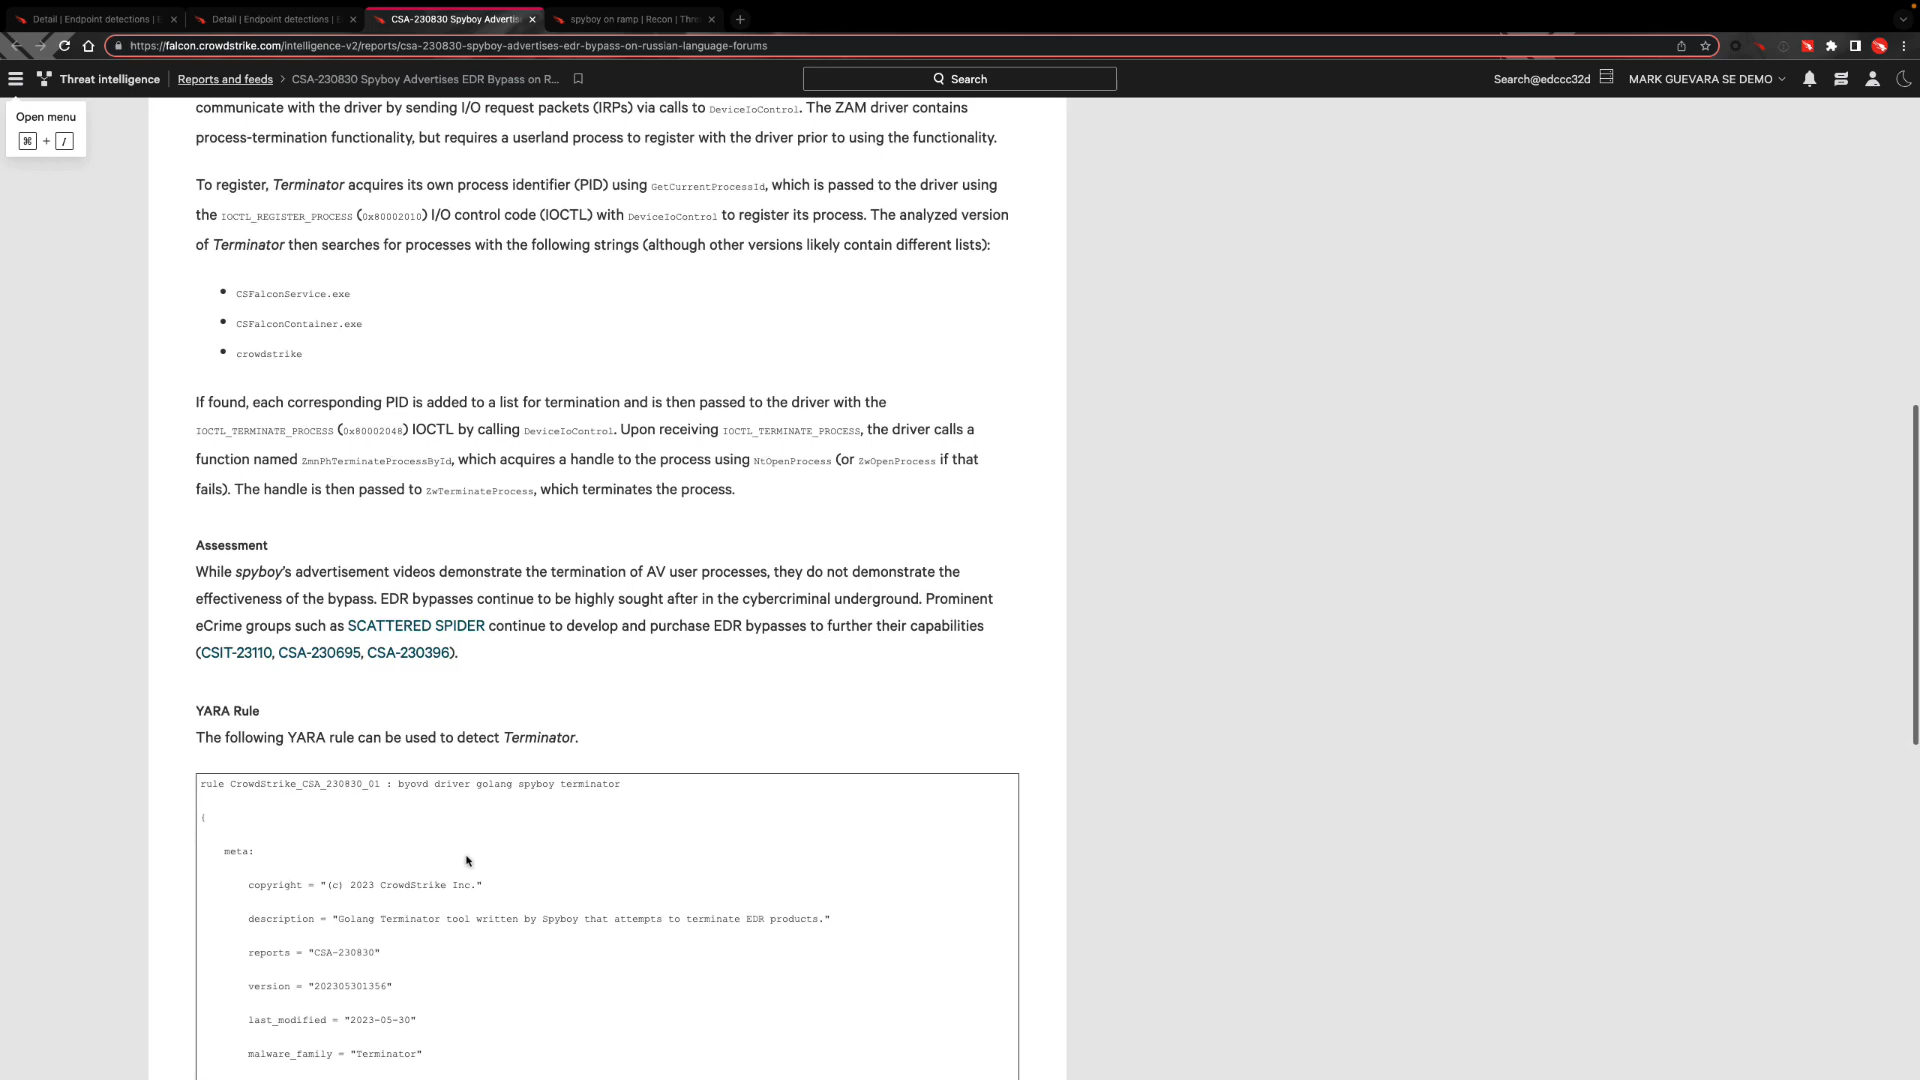 Detail | Endpoint detections | E
Detail | Endpoint detections | E
CSA-230830 Spyboy Advertis
spyboy on ramp | Recon | Thre
https://falcon.crowdstrike.com/intelligence-v2/reports/csa-230830-spyboy-advertises-edr-bypass-on-russian-language-forums
Threat intelligence
Reports and feeds > CSA-230830 Spyboy Advertises EDR Bypass on R...
Search
Search@edccc32d
MARK GUEVARA SE DEMO
Open menu
⌘ + /
communicate with the driver by sending I/O request packets (IRPs) via calls to DeviceIoControl. The ZAM driver contains
process-termination functionality, but requires a userland process to register with the driver prior to using the functionality.
To register, Terminator acquires its own process identifier (PID) using GetCurrentProcessId, which is passed to the driver using
the IOCTL_REGISTER_PROCESS (0x80002010) I/O control code (IOCTL) with DeviceIoControl to register its process. The analyzed version
of Terminator then searches for processes with the following strings (although other versions likely contain different lists):
• CSFalconService.exe
• CSFalconContainer.exe
• crowdstrike
If found, each corresponding PID is added to a list for termination and is then passed to the driver with the
IOCTL_TERMINATE_PROCESS (0x80002048) IOCTL by calling DeviceIoControl. Upon receiving IOCTL_TERMINATE_PROCESS, the driver calls a
function named ZmnPhTerminateProcessById, which acquires a handle to the process using NtOpenProcess (or ZwOpenProcess if that
fails). The handle is then passed to ZwTerminateProcess, which terminates the process.
Assessment
While spyboy's advertisement videos demonstrate the termination of AV user processes, they do not demonstrate the
effectiveness of the bypass. EDR bypasses continue to be highly sought after in the cybercriminal underground. Prominent
eCrime groups such as SCATTERED SPIDER continue to develop and purchase EDR bypasses to further their capabilities
(CSIT-23110, CSA-230695, CSA-230396).
YARA Rule
The following YARA rule can be used to detect Terminator.
rule CrowdStrike_CSA_230830_01 : byovd driver golang spyboy terminator
{
meta:
copyright = "(c) 2023 CrowdStrike Inc."
description = "Golang Terminator tool written by Spyboy that attempts to terminate EDR products."
reports = "CSA-230830"
version = "202305301356"
last_modified = "2023-05-30"
malware_family = "Terminator"